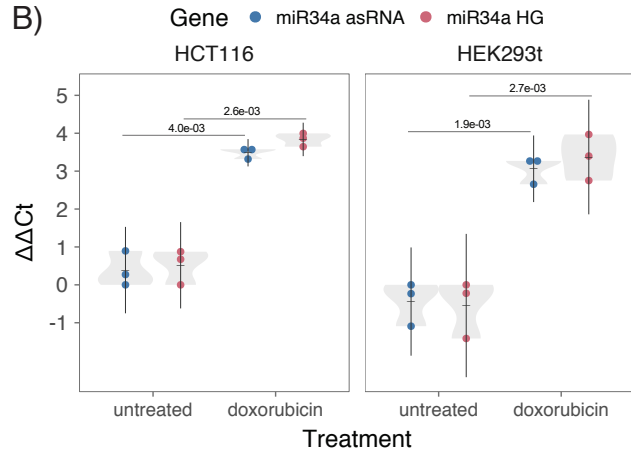 B)
Gene miR34a asRNA miR34a HG
HCT116 HEK293t
5
4
3
2
1
0
-1
ΔΔCt
2.6e-03
4.0e-03
2.7e-03
1.9e-03
untreated doxorubicin untreated doxorubicin
Treatment